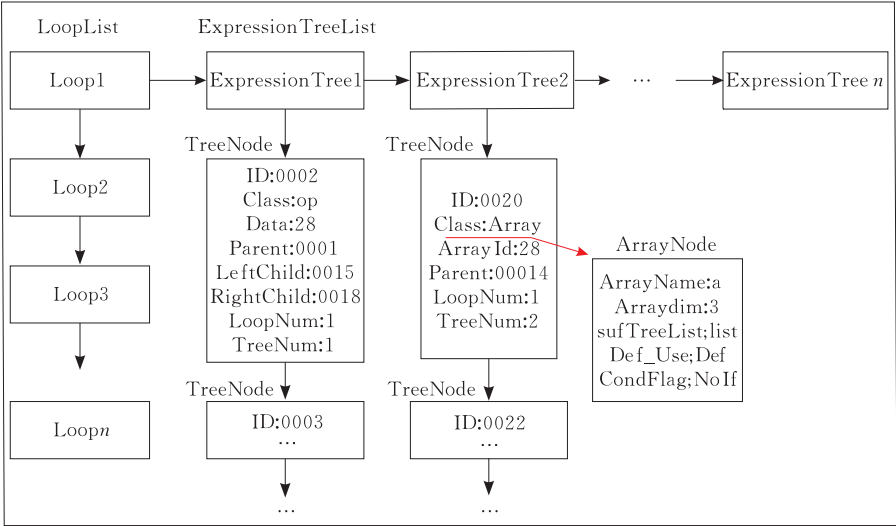 LoopList
ExpressionTreeList
Loop1
ExpressionTree1
ExpressionTree2
…
ExpressionTree n
Loop2
Loop3
Loopn
TreeNode
ID:0002
Class:op
Data:28
Parent:0001
LeftChild:0015
RightChild:0018
LoopNum:1
TreeNum:1
TreeNode
ID:0003
…
…
TreeNode
ID:0020
Class:Array
ArrayId:28
Parent:00014
LoopNum:1
TreeNum:2
TreeNode
ID:0022
…
…
ArrayNode
ArrayName:a
Arraydim:3
sufTreeList;list
Def_Use;Def
CondFlag;NoIf